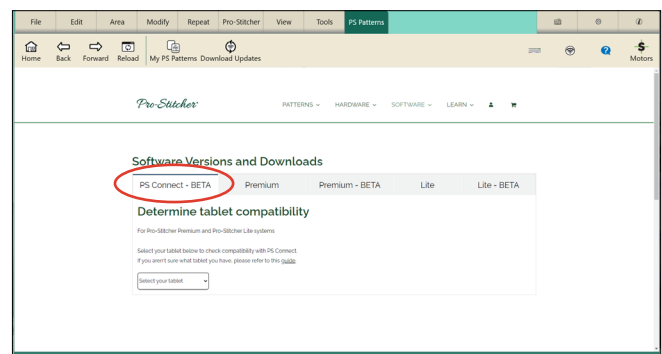 File Edit Area Modify Repeat Pro-Stitcher View Tools PS Patterns
Home Back Forward Reload My PS Patterns Download Updates Motors
Pro-Stitcher PATTERNS HARDWARE SOFTWARE LEARN
Software Versions and Downloads
PS Connect - BETA Premium Premium - BETA Lite Lite - BETA
Determine tablet compatibility
For Pro-Stitcher Premium and Pro-Stitcher Lite systems
Select your tablet below to check compatibility with PS Connect.
If you aren't sure what tablet you have, please refer to this guide.
Select your tablet